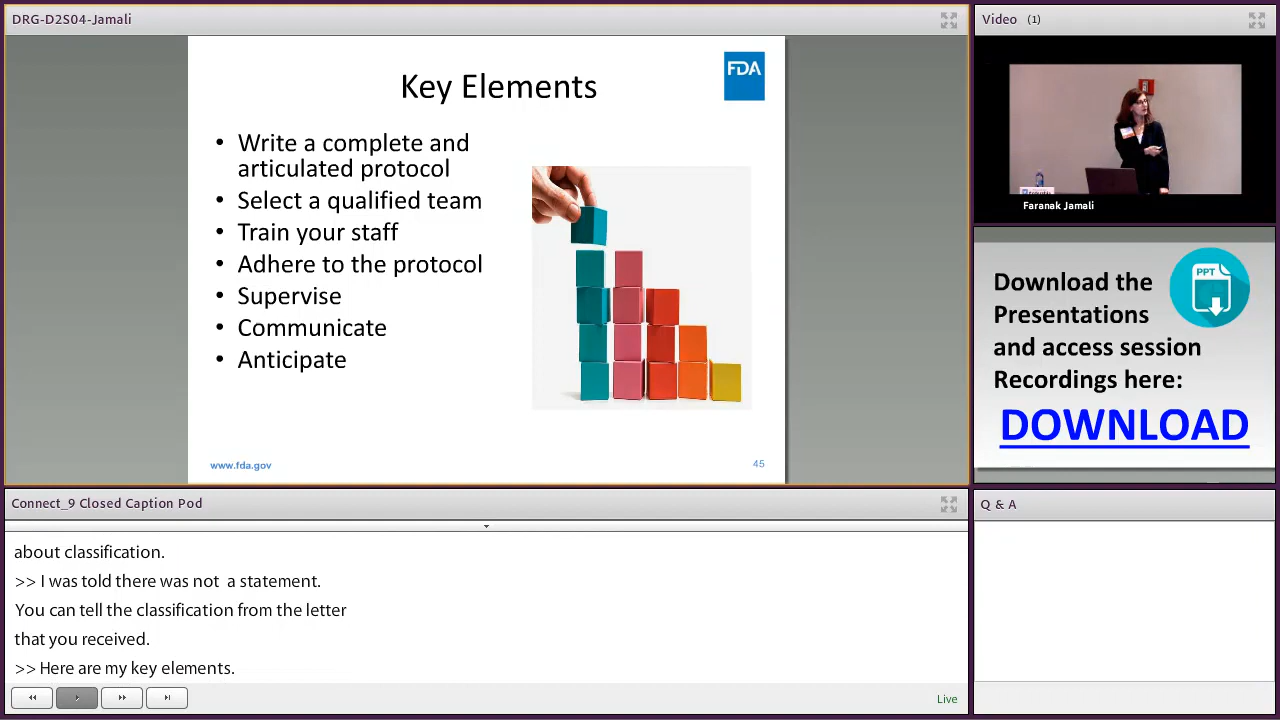 DRG-D2S04-Jamali
Key Elements
FDA
• Write a complete and
articulated protocol
• Select a qualified team
• Train your staff
• Adhere to the protocol
• Supervise
• Communicate
• Anticipate
www.fda.gov
45
Video (1)
Faranak Jamali
Download the
Presentations
and access session
Recordings here:
PPT
DOWNLOAD
Connect_9 Closed Caption Pod
about classification.
>> I was told there was not  a statement.
You can tell the classification from the letter
that you received.
>> Here are my key elements.
Live
Q & A